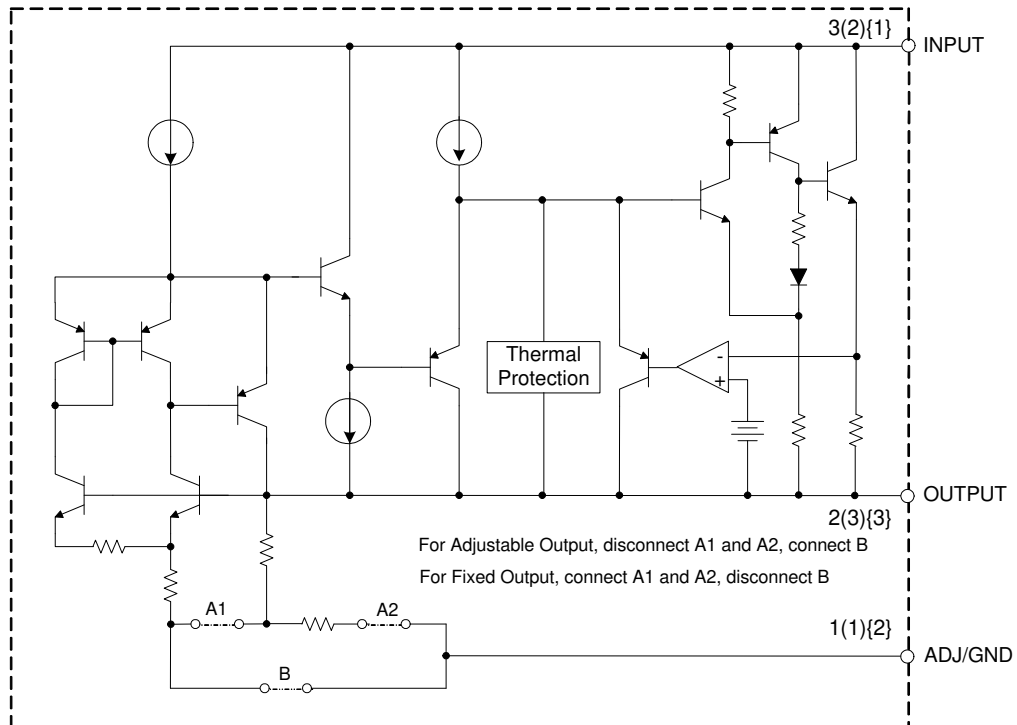 3(2){1}
INPUT
Thermal
Protection
-
+
OUTPUT
2(3){3}
For Adjustable Output, disconnect A1 and A2, connect B
For Fixed Output, connect A1 and A2, disconnect B
A1
A2
1(1){2}
ADJ/GND
B